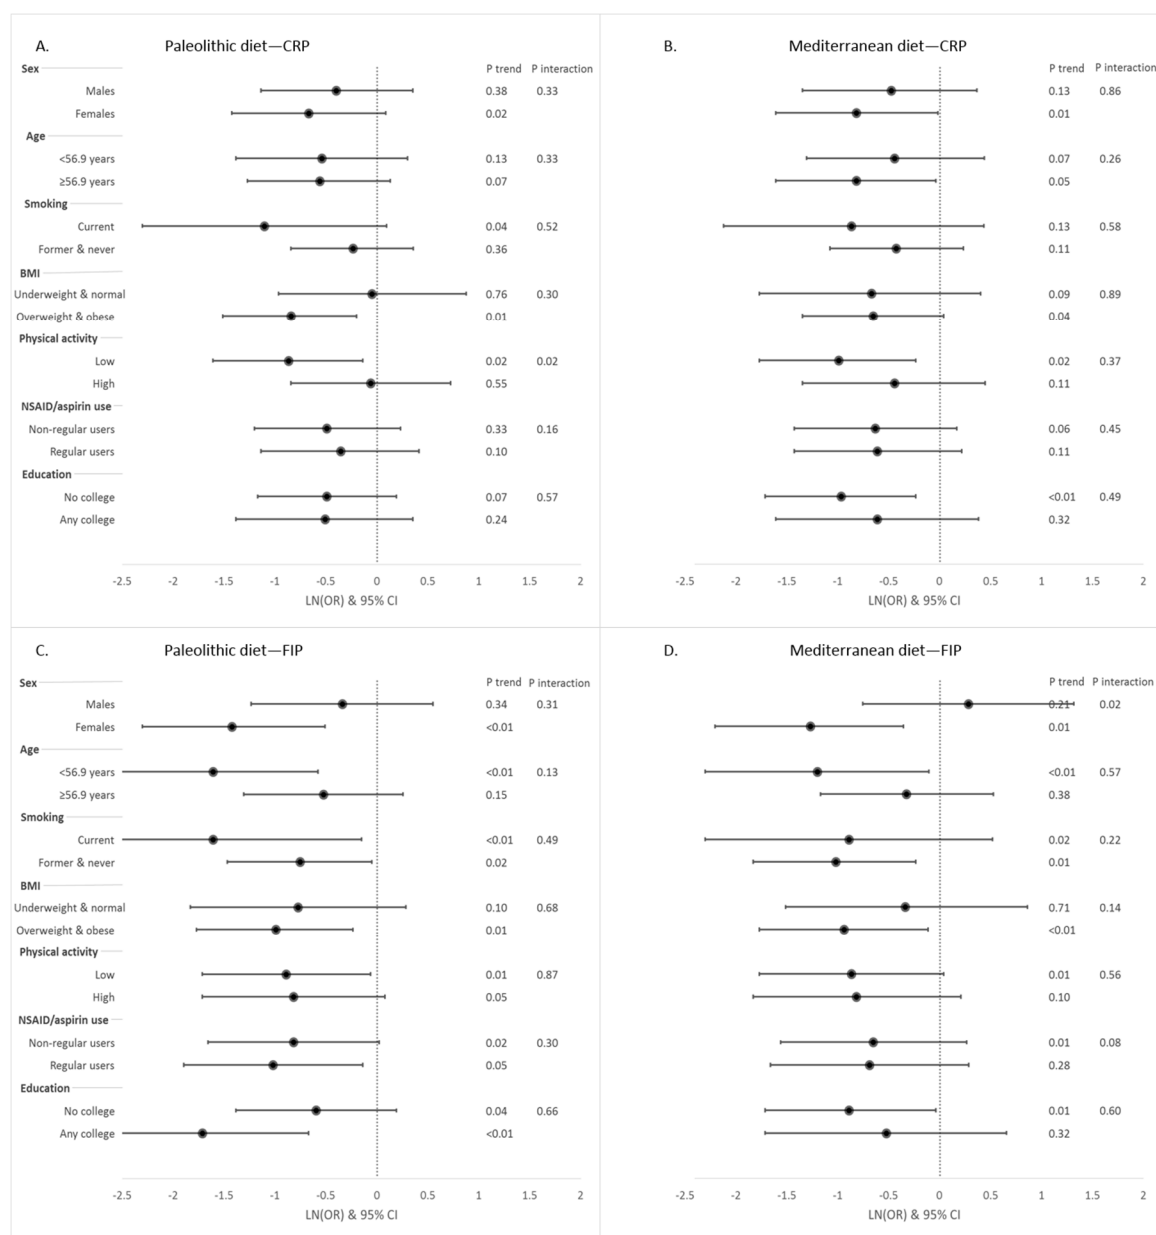 A. Paleolithic diet—CRP
Sex P trend P interaction
Males 0.38 0.33
Females 0.02
Age
<56.9 years 0.13 0.33
≥56.9 years 0.07
Smoking
Current 0.04 0.52
Former & never 0.36
BMI
Underweight & normal 0.76 0.30
Overweight & obese 0.01
Physical activity
Low 0.02 0.02
High 0.55
NSAID/aspirin use
Non-regular users 0.33 0.16
Regular users 0.10
Education
No college 0.07 0.57
Any college 0.24
-2.5 -2 -1.5 -1 -0.5 0 0.5 1 1.5 2
LN(OR) & 95% CI
B. Mediterranean diet—CRP
P trend P interaction
0.13 0.86
0.01
0.07 0.26
0.05
0.13 0.58
0.11
0.09 0.89
0.04
0.02 0.37
0.11
0.06 0.45
0.11
<0.01 0.49
0.32
-2.5 -2 -1.5 -1 -0.5 0 0.5 1 1.5 2
LN(OR) & 95% CI
C. Paleolithic diet—FIP
Sex P trend P interaction
Males 0.34 0.31
Females <0.01
Age
<56.9 years <0.01 0.13
≥56.9 years 0.15
Smoking
Current <0.01 0.49
Former & never 0.02
BMI
Underweight & normal 0.10 0.68
Overweight & obese 0.01
Physical activity
Low 0.01 0.87
High 0.05
NSAID/aspirin use
Non-regular users 0.02 0.30
Regular users 0.05
Education
No college 0.04 0.66
Any college <0.01
-2.5 -2 -1.5 -1 -0.5 0 0.5 1 1.5 2
LN(OR) & 95% CI
D. Mediterranean diet—FIP
P trend P interaction
0.21 0.02
0.01
<0.01 0.57
0.38
0.02 0.22
0.01
0.71 0.14
<0.01
0.01 0.56
0.10
0.01 0.08
0.28
0.01 0.60
0.32
-2.5 -2 -1.5 -1 -0.5 0 0.5 1 1.5 2
LN(OR) & 95% CI